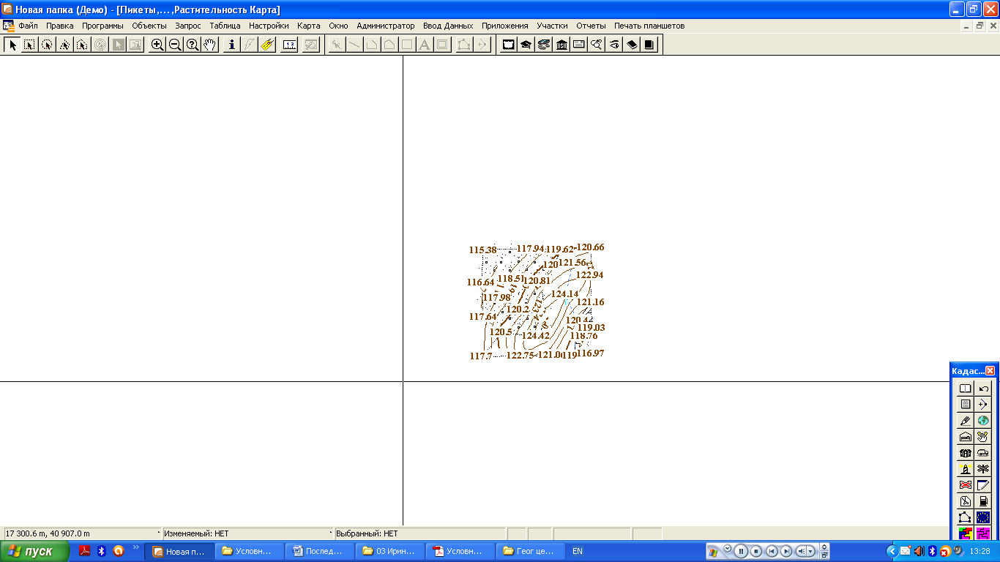 Новая папка (Демо) - [Пикеты,...,Растительность Карта]
Файл Правка Программы Объекты Запрос Таблица Настройки Карта Окно Администратор Ввод Данных Приложения Участки Отчеты Печать планшетов
115.38 117.94 119.62 120.66
120 121.56
116.64 118.51 120.81 122.94
117.98 124.14
120.2 121.16
117.64 120.4
119.03
120.5 124.42 118.76
117.7 122.75 121.0 119 116.97
Кадас...
17 300.6 m, 40 907.0 m Изменяемый: НЕТ Выбранный: НЕТ
пуск Новая п... Условн... Послед... 03 Ирин... Условн... Геог це... EN 13:28